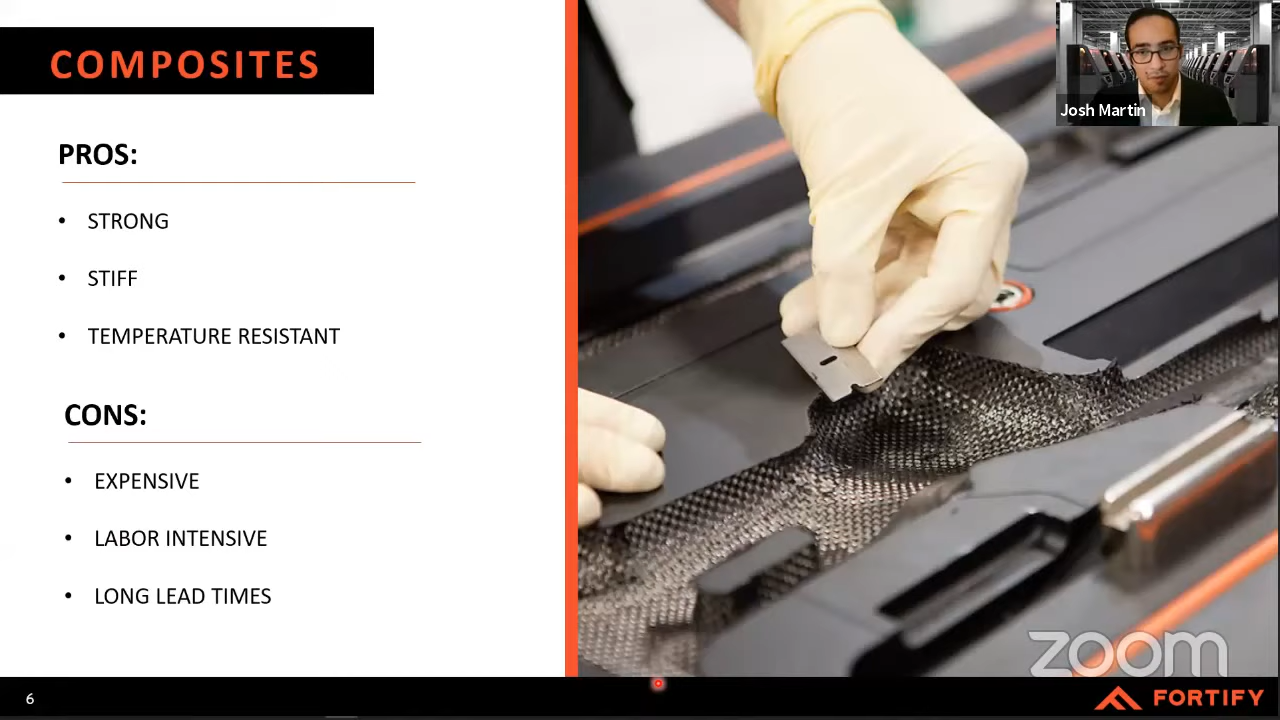 COMPOSITES
PROS:
• STRONG
• STIFF
• TEMPERATURE RESISTANT
CONS:
• EXPENSIVE
• LABOR INTENSIVE
• LONG LEAD TIMES
Josh Martin
zoom
6
FORTIFY